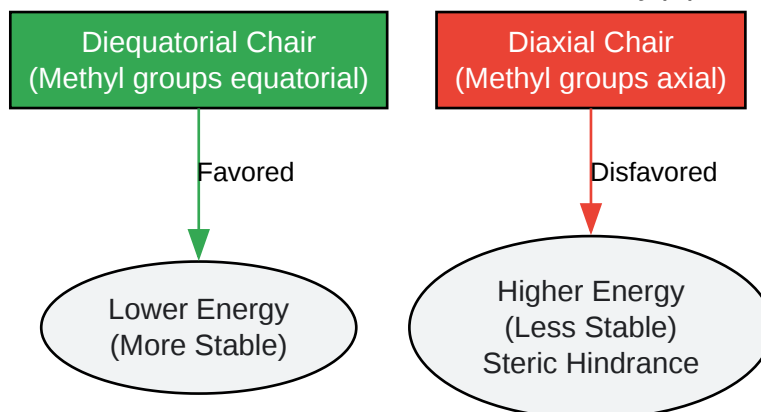 Diequatorial Chair
(Methyl groups equatorial)
Diaxial Chair
(Methyl groups axial)
Favored
Disfavored
Lower Energy
(More Stable)
Higher Energy
(Less Stable)
Steric Hindrance